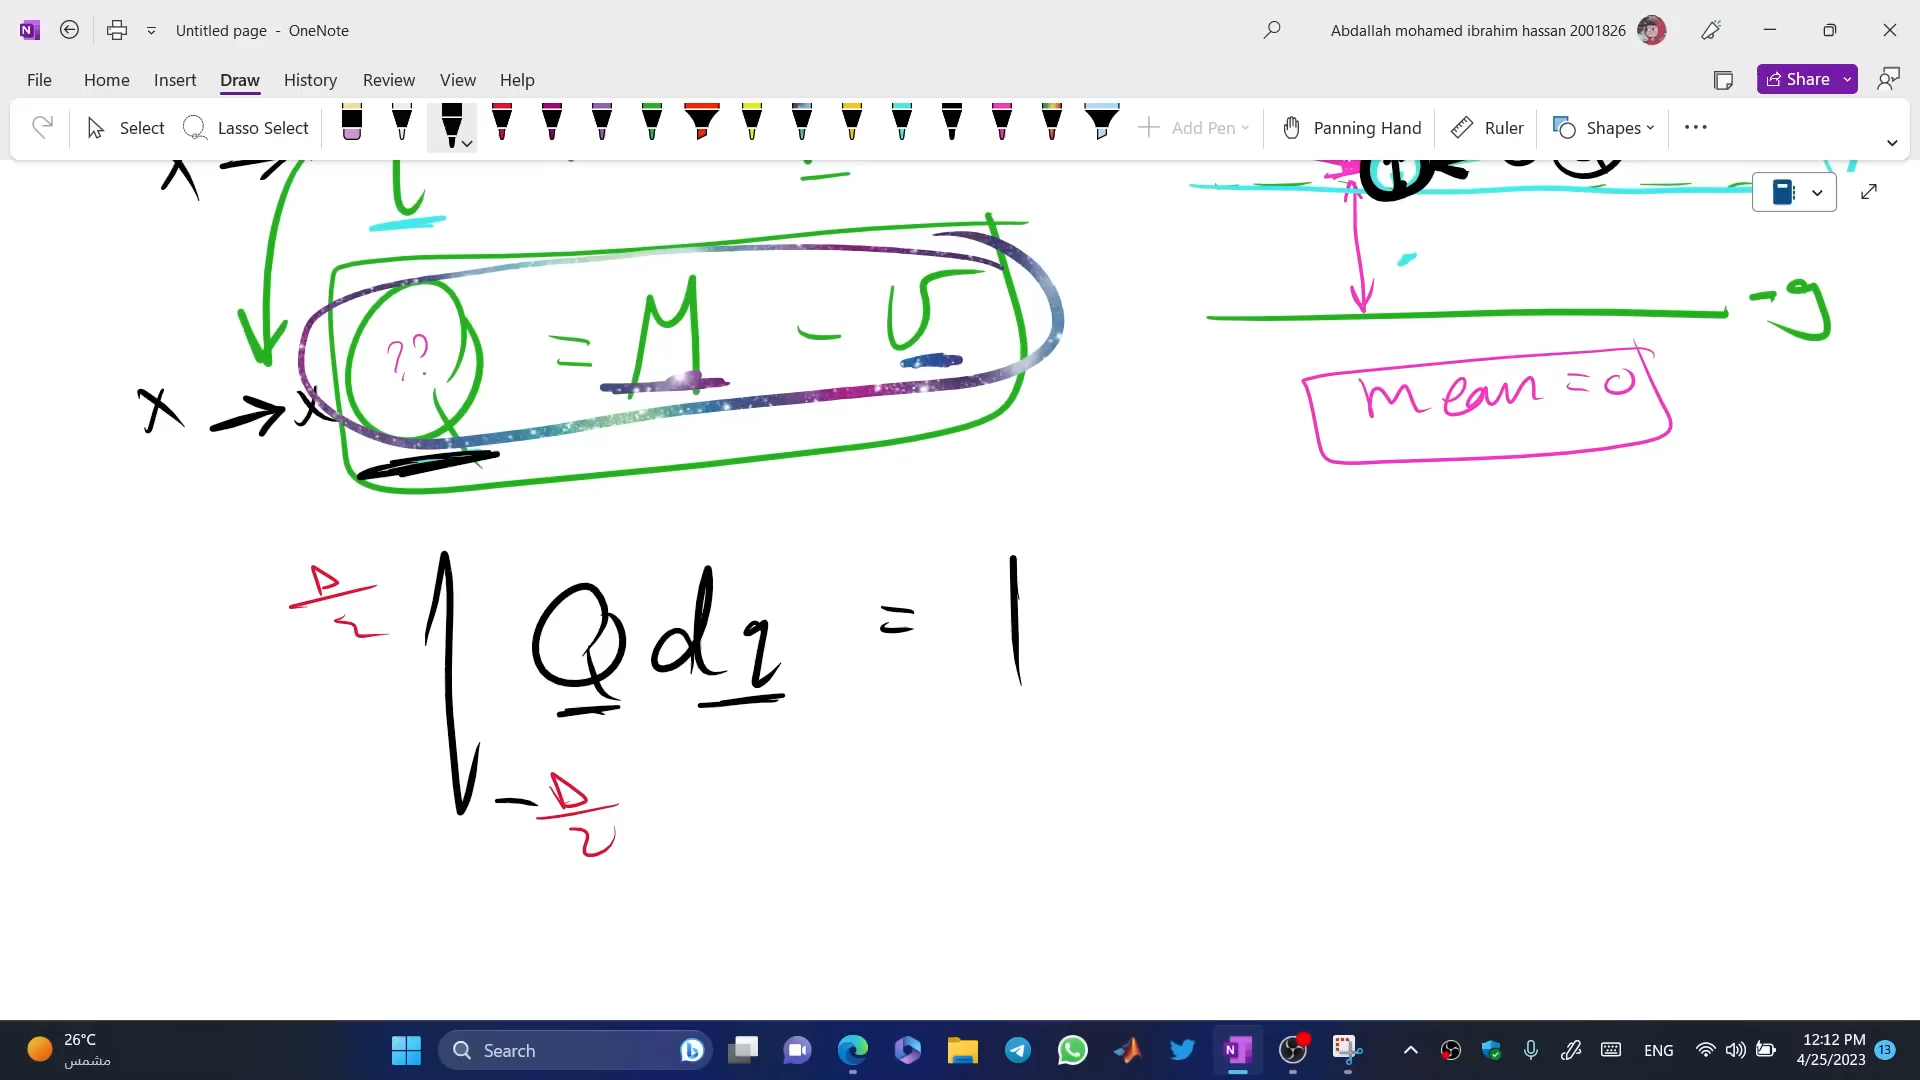 Untitled page - OneNote
Abdallah mohamed ibrahim hassan 2001826
File Home Insert Draw History Review View Help
Share
Select Lasso Select Add Pen Panning Hand Ruler Shapes
x →
?? = M - v
x → x
-g
mean = 0
Δ/2
∫ Q dq = 1
-Δ/2
26°C
مشمس
Search
ENG
12:12 PM
4/25/2023
13